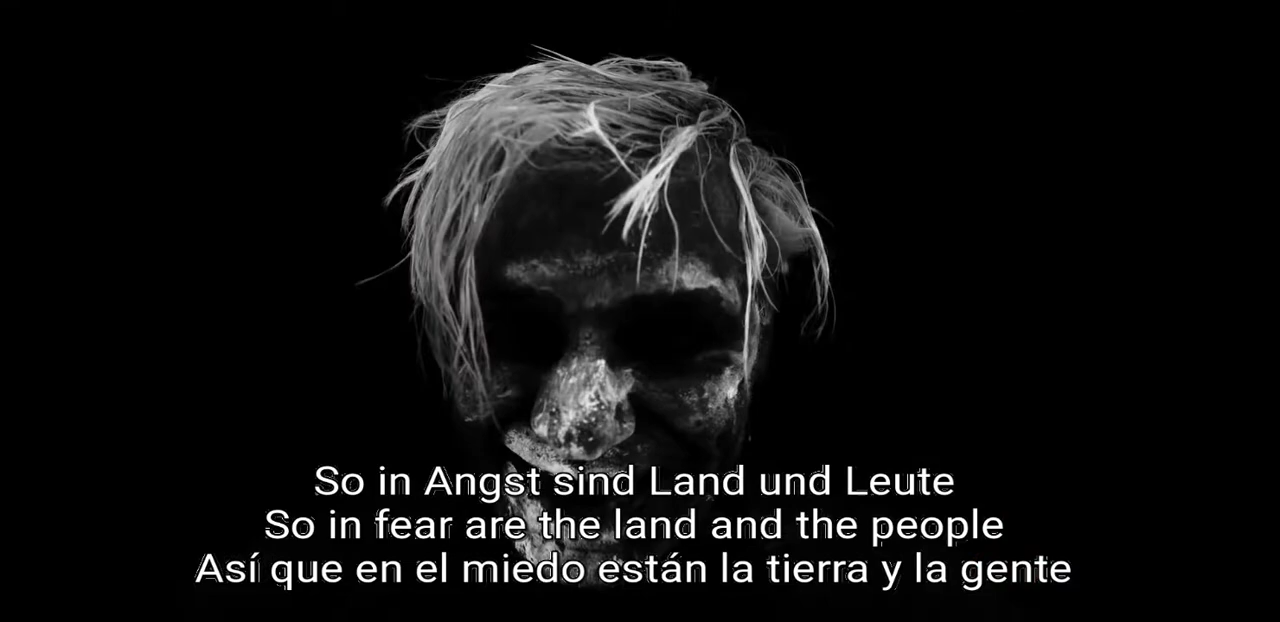 So in Angst sind Land und Leute
So in fear are the land and the people
Así que en el miedo están la tierra y la gente